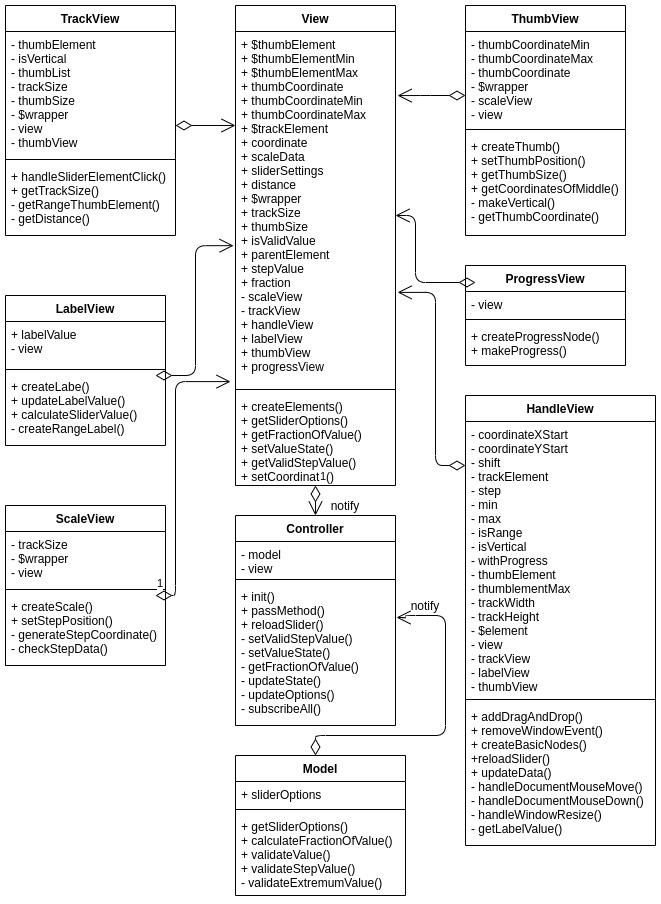 TrackView
- thumbElement
- isVertical
- thumbList
- trackSize
- thumbSize
- $wrapper
- view
- thumbView
+ handleSliderElementClick()
+ getTrackSize()
- getRangeThumbElement()
- getDistance()
View
+ $thumbElement
+ $thumbElementMin
+ $thumbElementMax
+ thumbCoordinate
+ thumbCoordinateMin
+ thumbCoordinateMax
+ $trackElement
+ coordinate
+ scaleData
+ sliderSettings
+ distance
+ $wrapper
+ trackSize
+ thumbSize
+ isValidValue
+ parentElement
+ stepValue
+ fraction
- scaleView
- trackView
+ handleView
+ labelView
+ thumbView
+ progressView
+ createElements()
+ getSliderOptions()
+ getFractionOfValue()
+ setValueState()
+ getValidStepValue()
+ setCoordinat1()
ThumbView
- thumbCoordinateMin
- thumbCoordinateMax
- thumbCoordinate
- $wrapper
- scaleView
- view
+ createThumb()
+ setThumbPosition()
+ getThumbSize()
+ getCoordinatesOfMiddle()
- makeVertical()
- getThumbCoordinate()
LabelView
+ labelValue
- view
+ createLabe()
+ updateLabelValue()
+ calculateSliderValue()
- createRangeLabel()
ProgressView
- view
+ createProgressNode()
+ makeProgress()
ScaleView
- trackSize
- $wrapper
- view
1
+ createScale()
+ setStepPosition()
- generateStepCoordinate()
- checkStepData()
notify
Controller
- model
- view
+ init()
+ passMethod()
+ reloadSlider()
- setValidStepValue()
- setValueState()
- getFractionOfValue()
- updateState()
- updateOptions()
- subscribeAll()
notify
HandleView
- coordinateXStart
- coordinateYStart
- shift
- trackElement
- step
- min
- max
- isRange
- isVertical
- withProgress
- thumbElement
- thumblementMax
- trackWidth
- trackHeight
- $element
- view
- trackView
- labelView
- thumbView
+ addDragAndDrop()
+ removeWindowEvent()
+ createBasicNodes()
+reloadSlider()
+ updateData()
- handleDocumentMouseMove()
- handleDocumentMouseDown()
- handleWindowResize()
- getLabelValue()
Model
+ sliderOptions
+ getSliderOptions()
+ calculateFractionOfValue()
+ validateValue()
+ validateStepValue()
- validateExtremumValue()